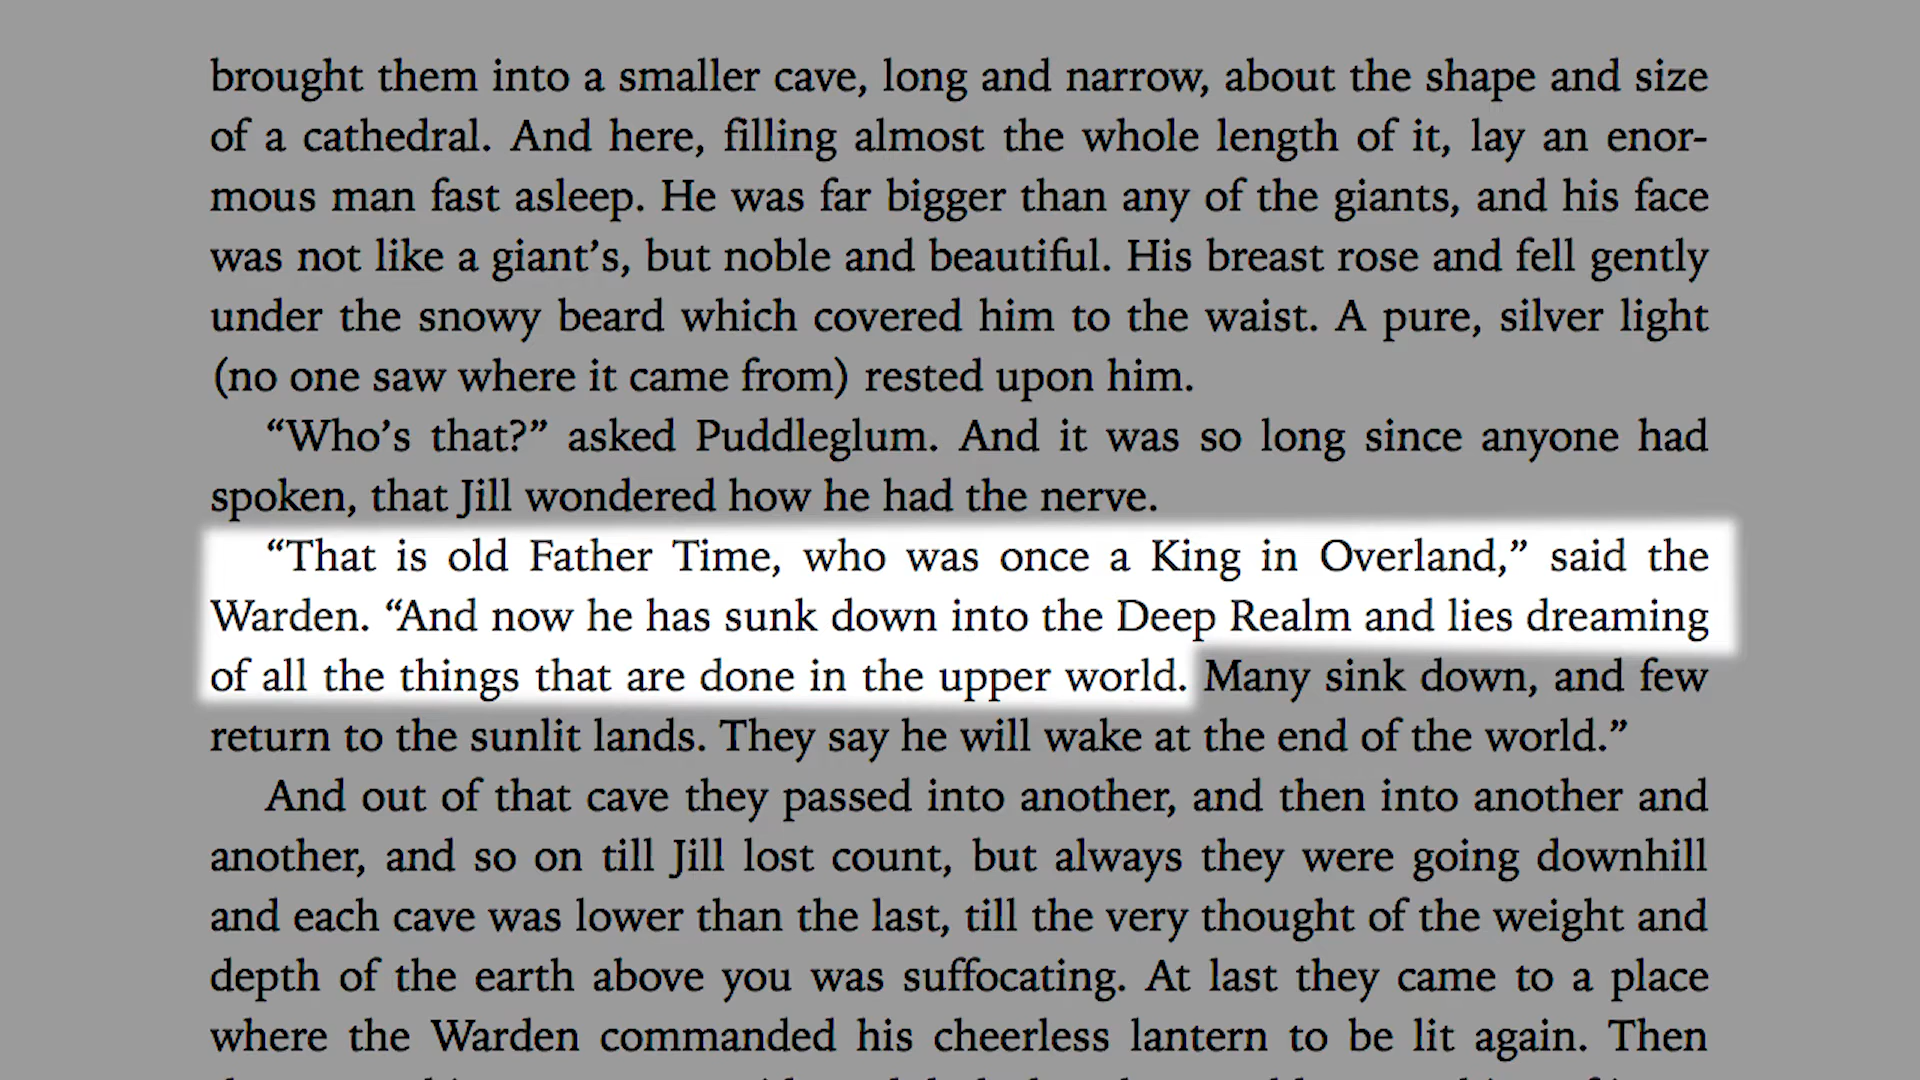 brought them into a smaller cave, long and narrow, about the shape and size
of a cathedral. And here, filling almost the whole length of it, lay an enor-
mous man fast asleep. He was far bigger than any of the giants, and his face
was not like a giant’s, but noble and beautiful. His breast rose and fell gently
under the snowy beard which covered him to the waist. A pure, silver light
(no one saw where it came from) rested upon him.
“Who’s that?” asked Puddleglum. And it was so long since anyone had
spoken, that Jill wondered how he had the nerve.
“That is old Father Time, who was once a King in Overland,” said the
Warden. “And now he has sunk down into the Deep Realm and lies dreaming
of all the things that are done in the upper world. Many sink down, and few
return to the sunlit lands. They say he will wake at the end of the world.”
And out of that cave they passed into another, and then into another and
another, and so on till Jill lost count, but always they were going downhill
and each cave was lower than the last, till the very thought of the weight and
depth of the earth above you was suffocating. At last they came to a place
where the Warden commanded his cheerless lantern to be lit again. Then